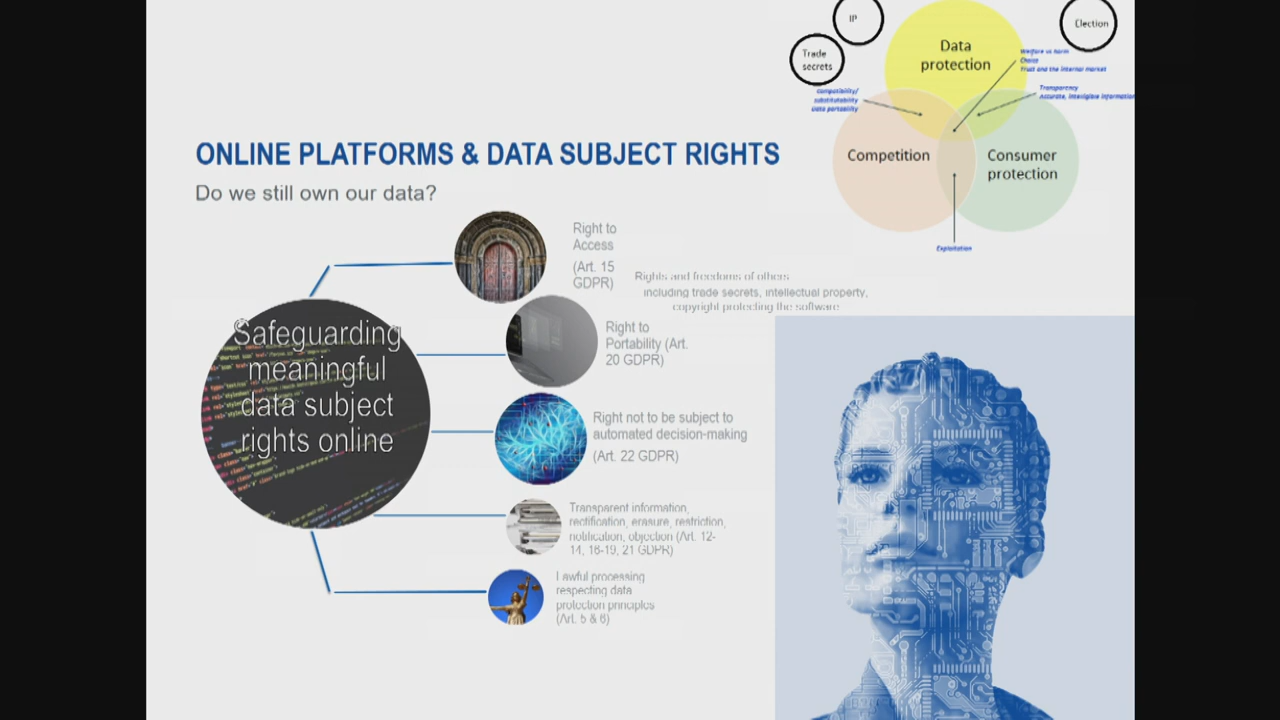 ONLINE PLATFORMS & DATA SUBJECT RIGHTS
Do we still own our data?
Safeguarding
meaningful
data subject
rights online
Right to
Access
(Art. 15
GDPR)
Rights and freedoms of others
including trade secrets, intellectual property,
copyright protecting the software
Right to
Portability (Art.
20 GDPR)
Right not to be subject to
automated decision-making
(Art. 22 GDPR)
Transparent information,
rectification, erasure, restriction,
notification, objection (Art. 12-
14, 16-19, 21 GDPR)
Lawful processing
respecting data
protection principles
(Art. 5 & 6)
IP
Trade
secrets
Election
Data
protection
Welfare vs harm
Choice
Trust and the internal market
Transparency
Accurate, intelligible information
compatibility/
substitutability
Data portability
Competition
Consumer
protection
Exploitation